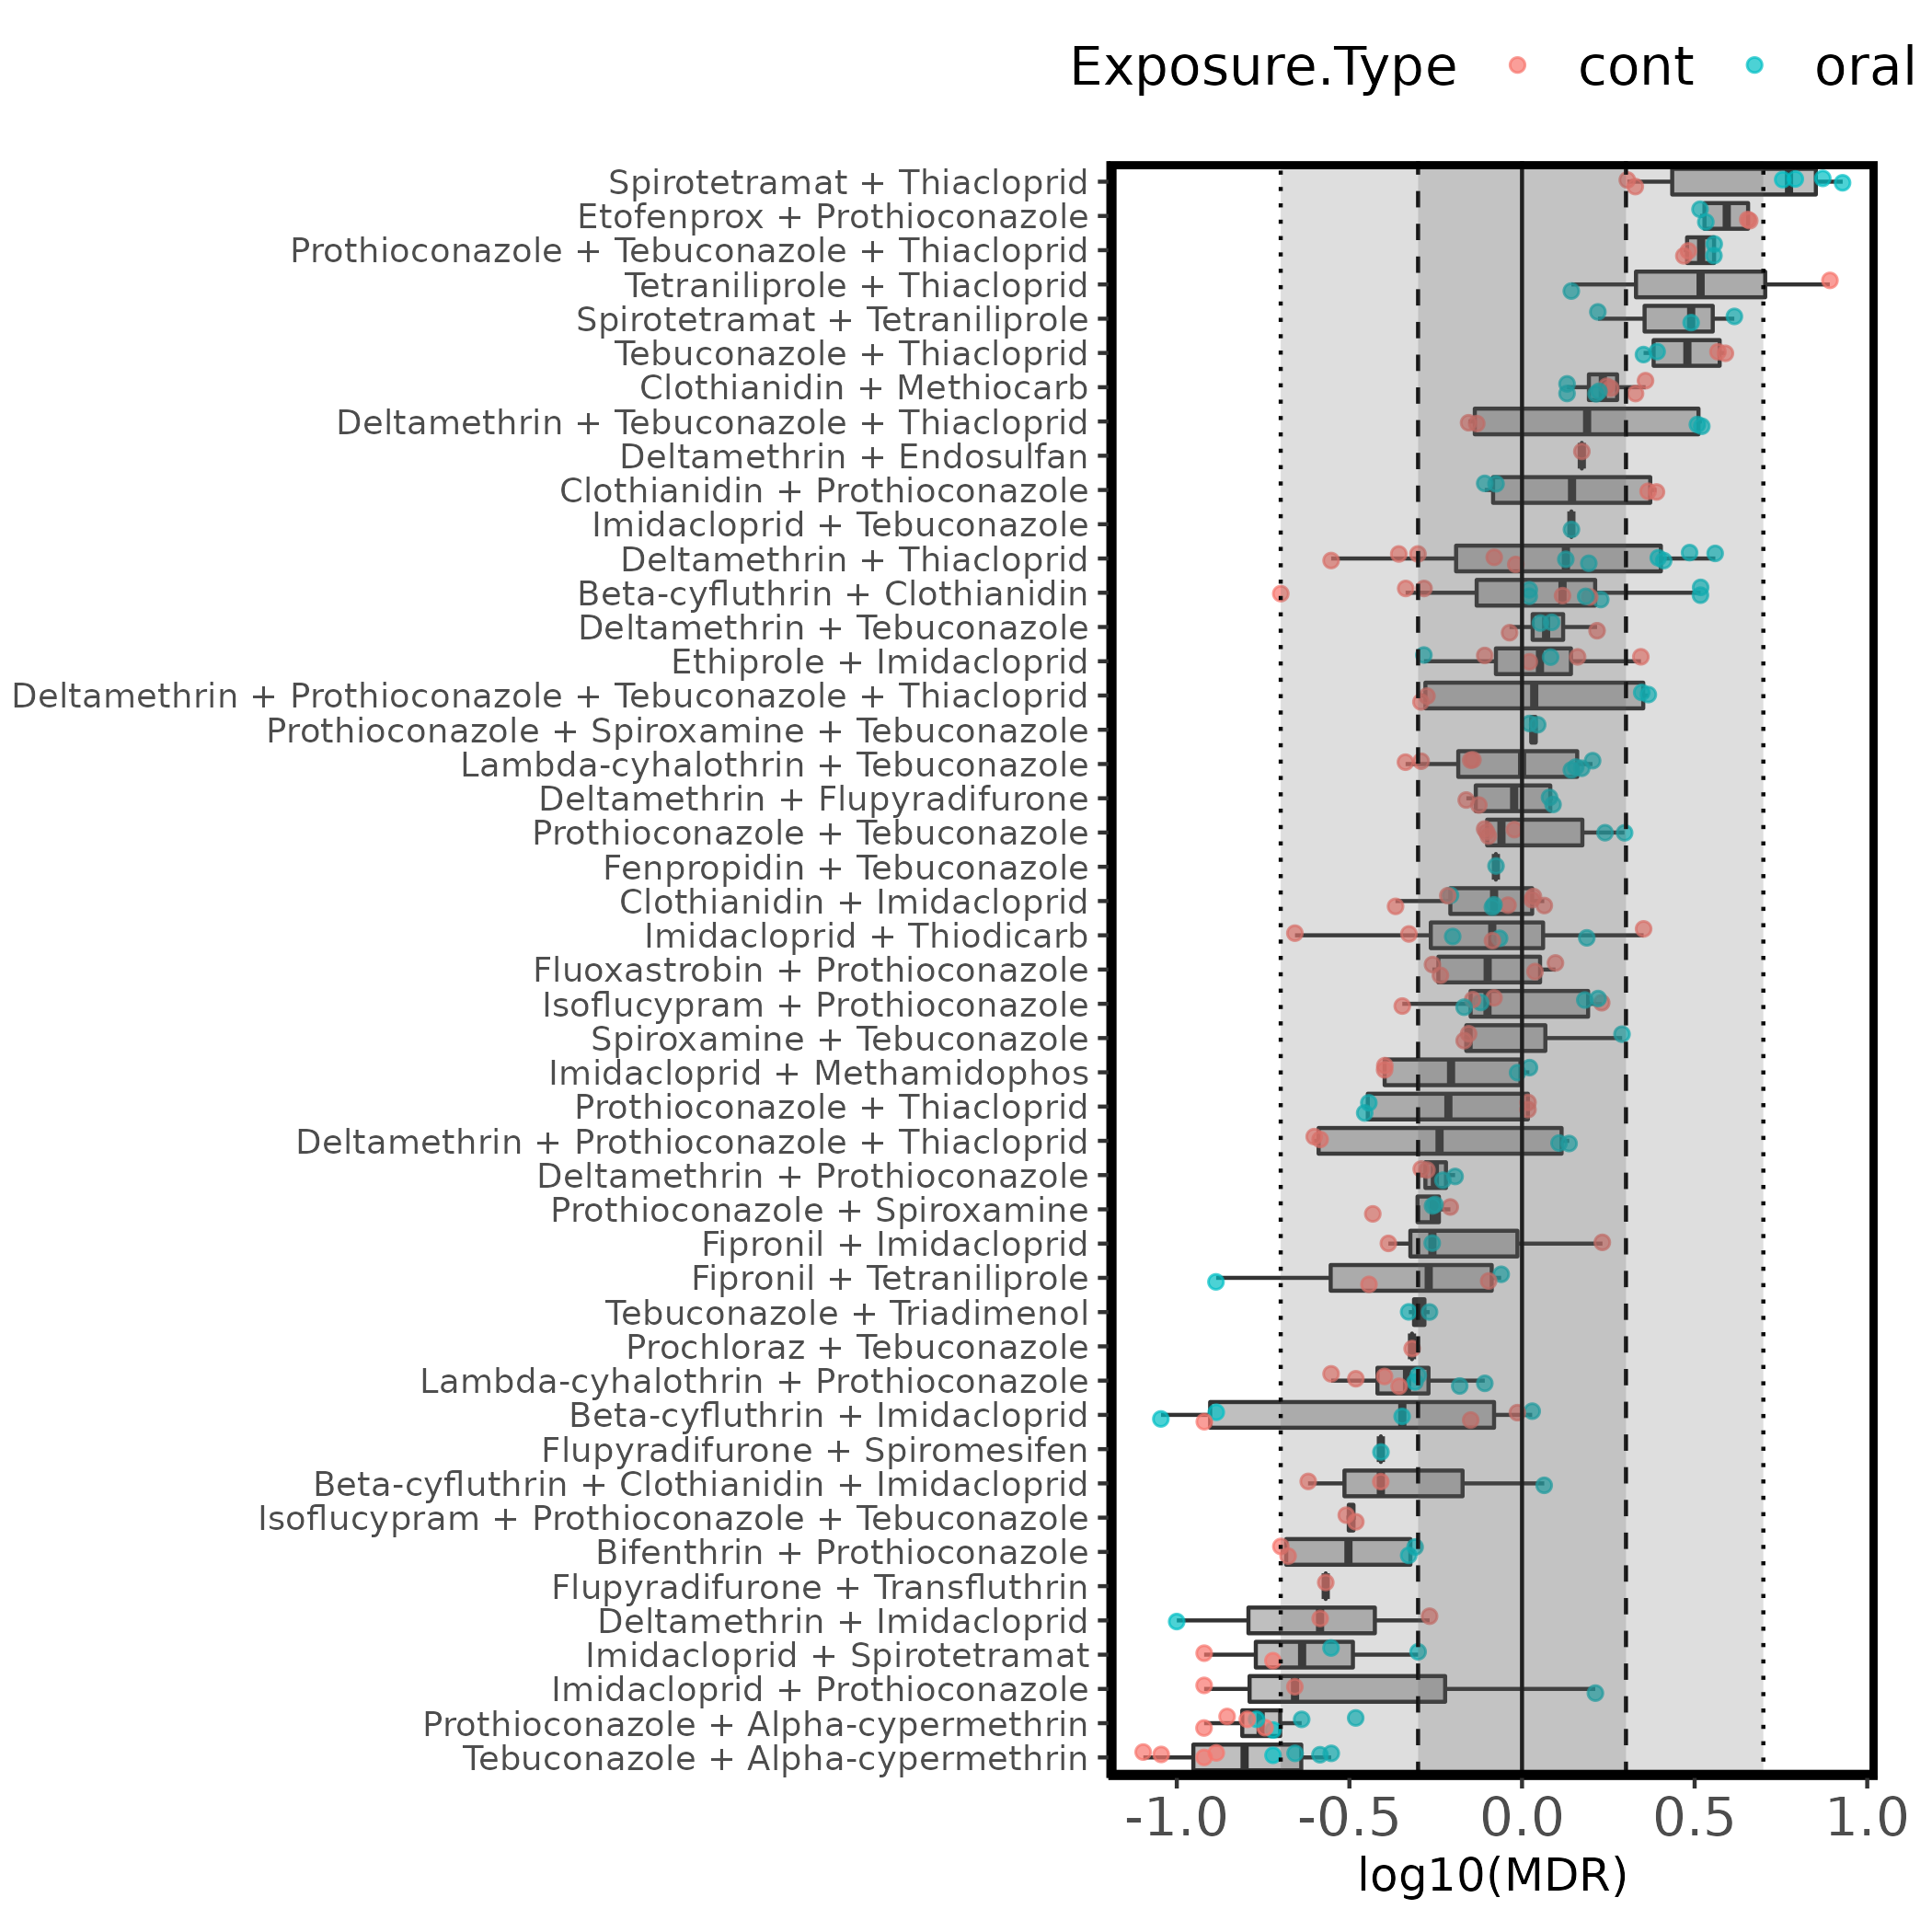 Exposure.Type cont oral
Spirotetramat + Thiacloprid
Etofenprox + Prothioconazole
Prothioconazole + Tebuconazole + Thiacloprid
Tetraniliprole + Thiacloprid
Spirotetramat + Tetraniliprole
Tebuconazole + Thiacloprid
Clothianidin + Methiocarb
Deltamethrin + Tebuconazole + Thiacloprid
Deltamethrin + Endosulfan
Clothianidin + Prothioconazole
Imidacloprid + Tebuconazole
Deltamethrin + Thiacloprid
Beta-cyfluthrin + Clothianidin
Deltamethrin + Tebuconazole
Ethiprole + Imidacloprid
Deltamethrin + Prothioconazole + Tebuconazole + Thiacloprid
Prothioconazole + Spiroxamine + Tebuconazole
Lambda-cyhalothrin + Tebuconazole
Deltamethrin + Flupyradifurone
Prothioconazole + Tebuconazole
Fenpropidin + Tebuconazole
Clothianidin + Imidacloprid
Imidacloprid + Thiodicarb
Fluoxastrobin + Prothioconazole
Isoflucypram + Prothioconazole
Spiroxamine + Tebuconazole
Imidacloprid + Methamidophos
Prothioconazole + Thiacloprid
Deltamethrin + Prothioconazole + Thiacloprid
Deltamethrin + Prothioconazole
Prothioconazole + Spiroxamine
Fipronil + Imidacloprid
Fipronil + Tetraniliprole
Tebuconazole + Triadimenol
Prochloraz + Tebuconazole
Lambda-cyhalothrin + Prothioconazole
Beta-cyfluthrin + Imidacloprid
Flupyradifurone + Spiromesifen
Beta-cyfluthrin + Clothianidin + Imidacloprid
Isoflucypram + Prothioconazole + Tebuconazole
Bifenthrin + Prothioconazole
Flupyradifurone + Transfluthrin
Deltamethrin + Imidacloprid
Imidacloprid + Spirotetramat
Imidacloprid + Prothioconazole
Prothioconazole + Alpha-cypermethrin
Tebuconazole + Alpha-cypermethrin
-1.0 -0.5 0.0 0.5 1.0
log10(MDR)